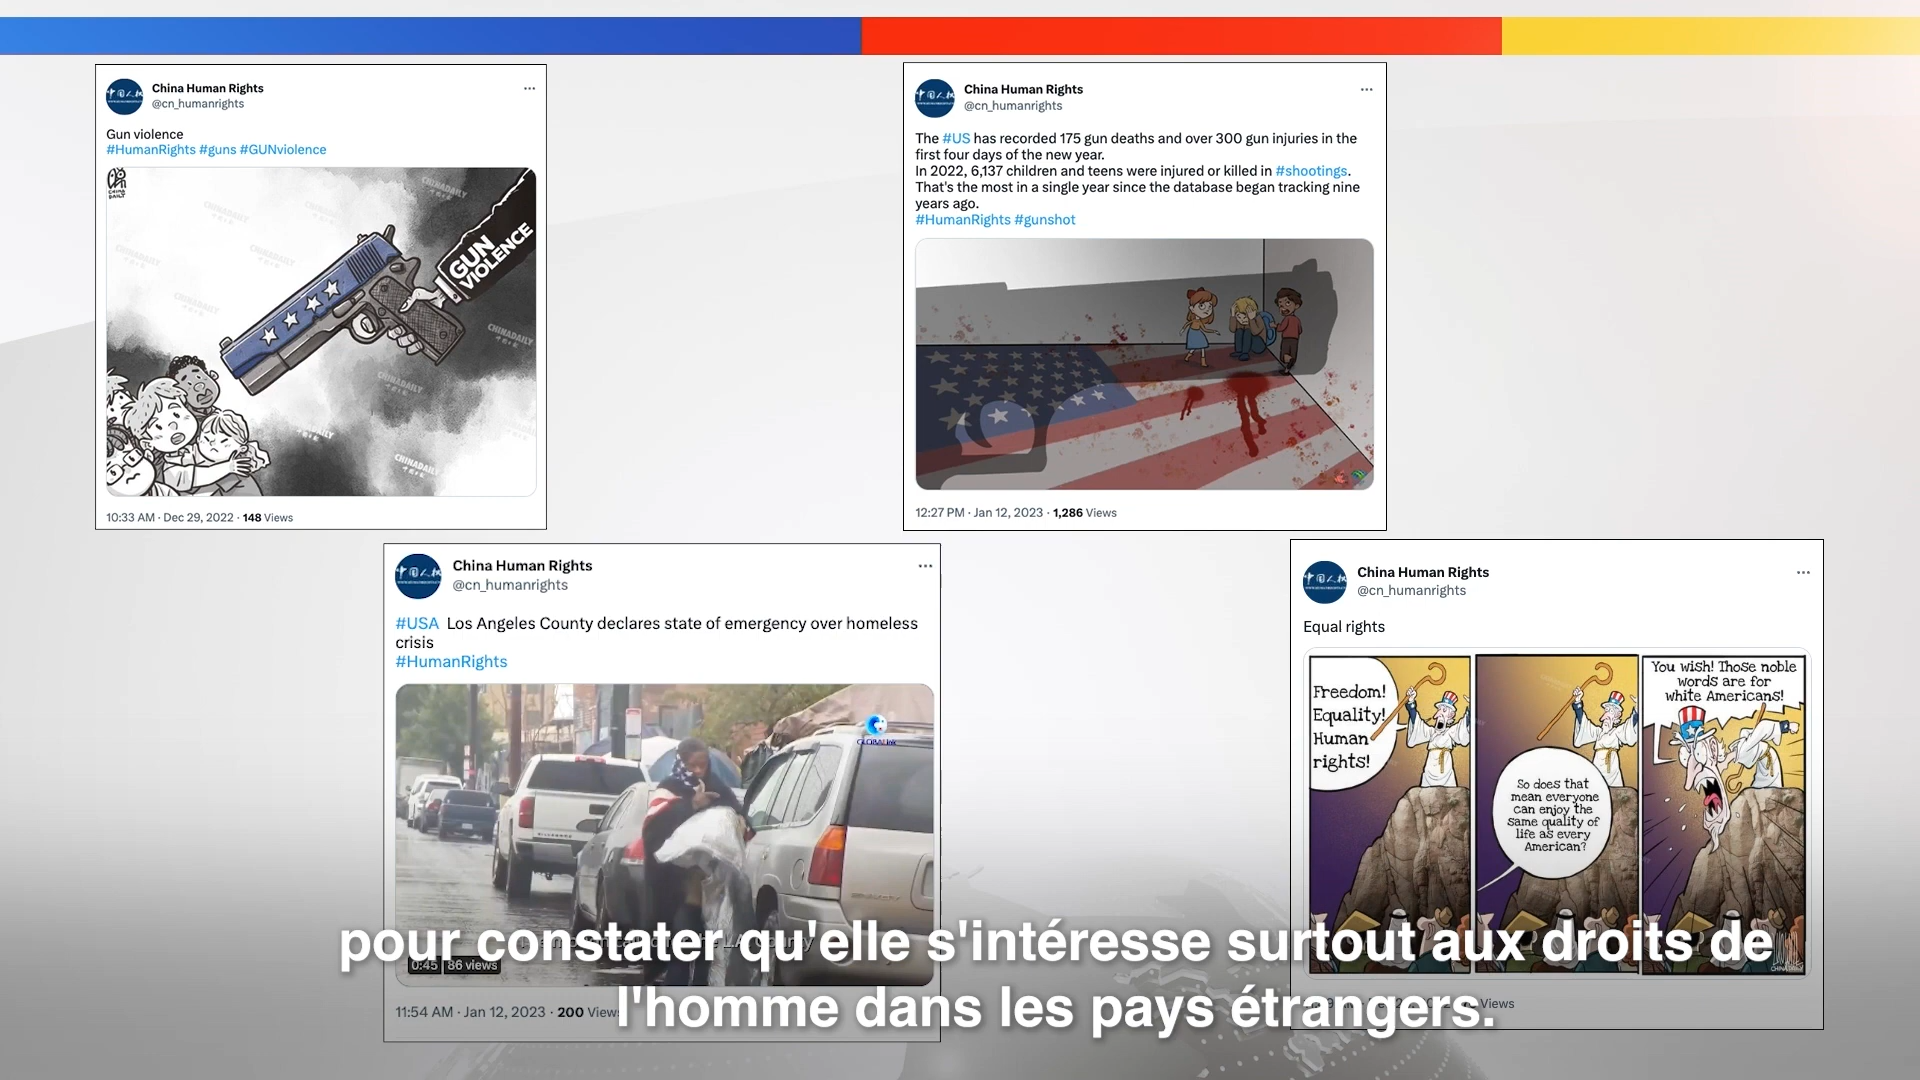 China Human Rights
@cn_humanrights
Gun violence
#HumanRights #guns #GUNviolence
CHINA DAILY
GUN
VIOLENCE
CHINADAILY
10:33 AM · Dec 29, 2022 · 148 Views
China Human Rights
@cn_humanrights
The #US has recorded 175 gun deaths and over 300 gun injuries in the
first four days of the new year.
In 2022, 6,137 children and teens were injured or killed in #shootings.
That's the most in a single year since the database began tracking nine
years ago.
#HumanRights #gunshot
12:27 PM · Jan 12, 2023 · 1,286 Views
China Human Rights
@cn_humanrights
#USA Los Angeles County declares state of emergency over homeless
crisis
#HumanRights
GLOBALink
0:45 86 views
11:54 AM · Jan 12, 2023 · 200 Views
China Human Rights
@cn_humanrights
Equal rights
Freedom!
Equality!
Human
rights!
So does that
mean everyone
can enjoy the
same quality of
life as every
American?
You wish! Those noble
words are for
white Americans!
Views
pour constater qu'elle s'intéresse surtout aux droits de
l'homme dans les pays étrangers.